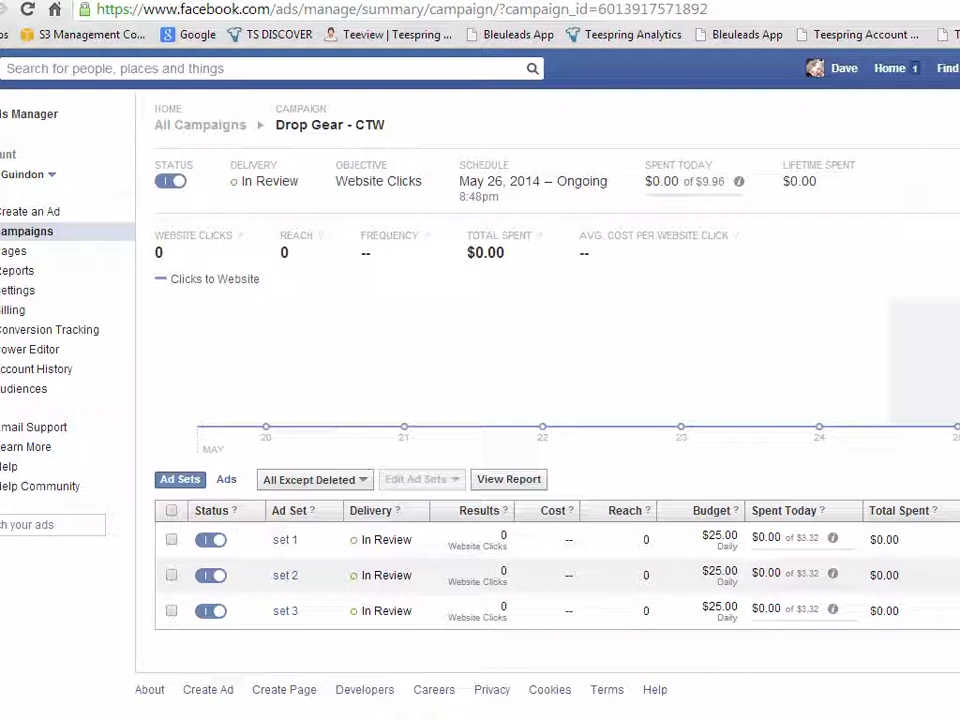 https://www.facebook.com/ads/manage/summary/campaign/?campaign_id=6013917571892
S3 Management Co... Google TS DISCOVER Teeview | Teespring ... Bleuleads App Teespring Analytics Bleuleads App Teespring Account ...
Search for people, places and things Dave Home 1 Find
ds Manager
HOME CAMPAIGN
All Campaigns Drop Gear - CTW
unt
Guindon
STATUS DELIVERY OBJECTIVE SCHEDULE SPENT TODAY LIFETIME SPENT
In Review Website Clicks May 26, 2014 – Ongoing $0.00 of $9.96 $0.00
8:48pm
reate an Ad
ampaigns
ages
eports
ettings
illing
onversion Tracking
ower Editor
ccount History
udiences
mail Support
earn More
elp
elp Community
ch your ads
WEBSITE CLICKS ? REACH ? FREQUENCY ? TOTAL SPENT ? AVG. COST PER WEBSITE CLICK ?
0 0 -- $0.00 --
Clicks to Website
20 21 22 23 24
MAY
Ad Sets Ads All Except Deleted Edit Ad Sets View Report
Status ? Ad Set ? Delivery ? Results ? Cost ? Reach ? Budget ? Spent Today ? Total Spent ?
set 1 In Review 0 -- 0 $25.00 $0.00 of $3.32 $0.00
Website Clicks Daily
set 2 In Review 0 -- 0 $25.00 $0.00 of $3.32 $0.00
Website Clicks Daily
set 3 In Review 0 -- 0 $25.00 $0.00 of $3.32 $0.00
Website Clicks Daily
About Create Ad Create Page Developers Careers Privacy Cookies Terms Help